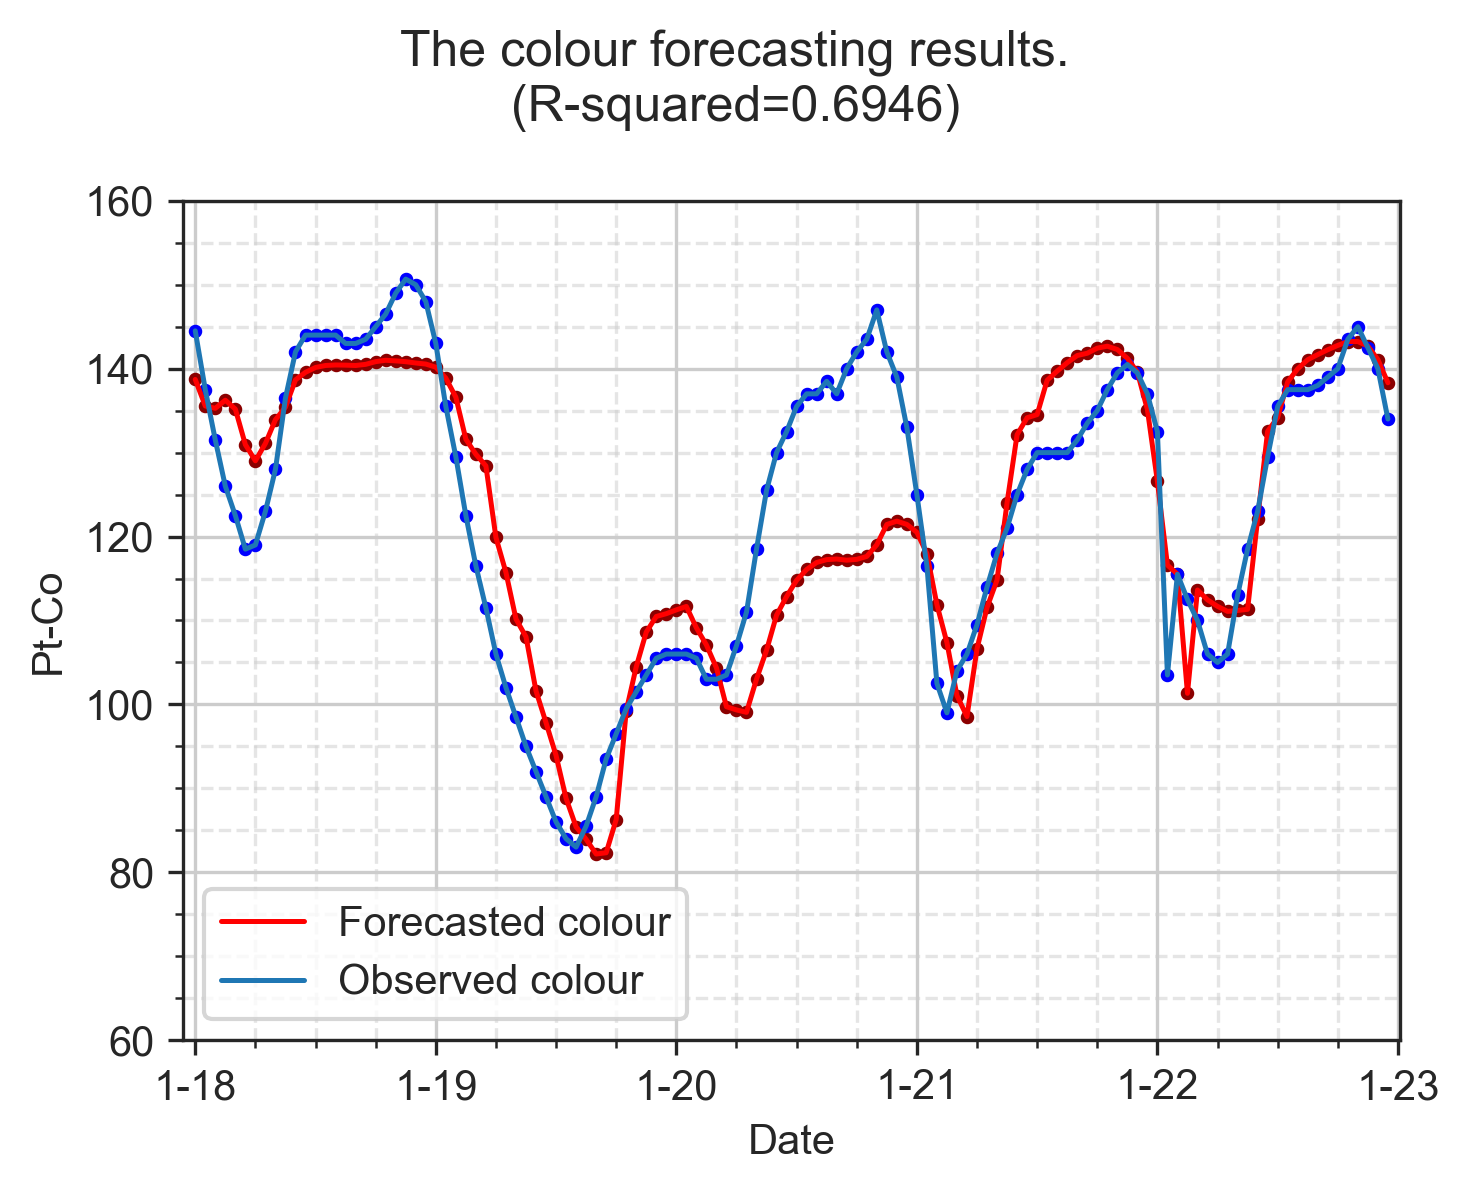 The colour forecasting results.
(R-squared=0.6946)
160
140
120
100
80
60
Pt-Co
Forecasted colour
Observed colour
1-18
1-19
1-20
1-21
1-22
1-23
Date